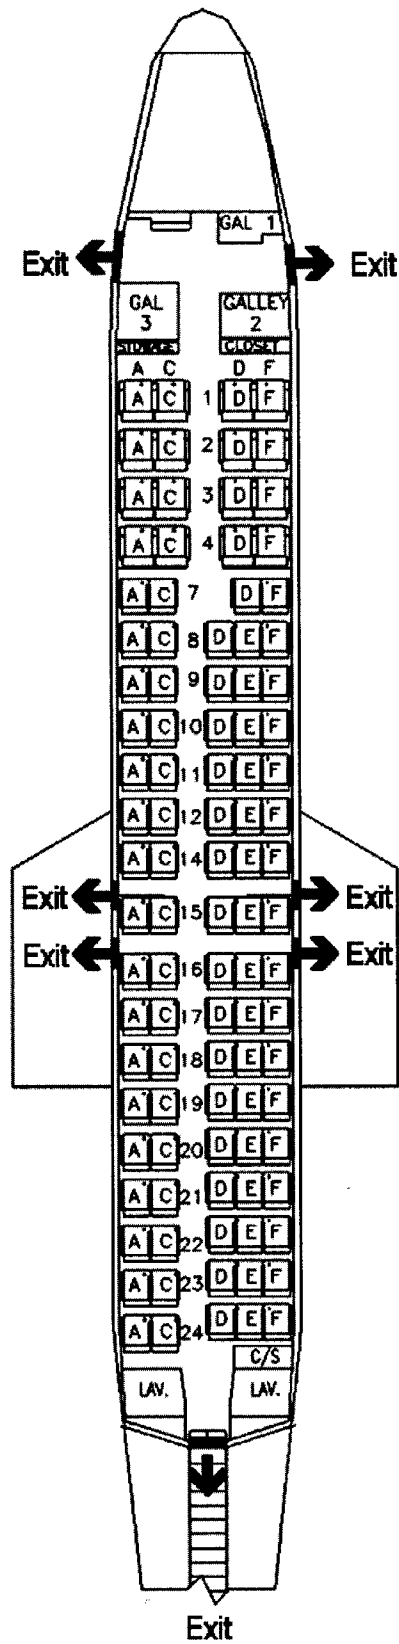 GAL 1
Exit Exit
GAL 3 GALLEY 2
STORAGE CLOSET
A C D F
A C 1 D F
A C 2 D F
A C 3 D F
A C 4 D F
A C 7 D F
A C 8 D E F
A C 9 D E F
A C 10 D E F
A C 11 D E F
A C 12 D E F
A C 14 D E F
Exit Exit
A C 15 D E F
Exit Exit
A C 16 D E F
A C 17 D E F
A C 18 D E F
A C 19 D E F
A C 20 D E F
A C 21 D E F
A C 22 D E F
A C 23 D E F
A C 24 D E F
C/S
LAV. LAV.
Exit